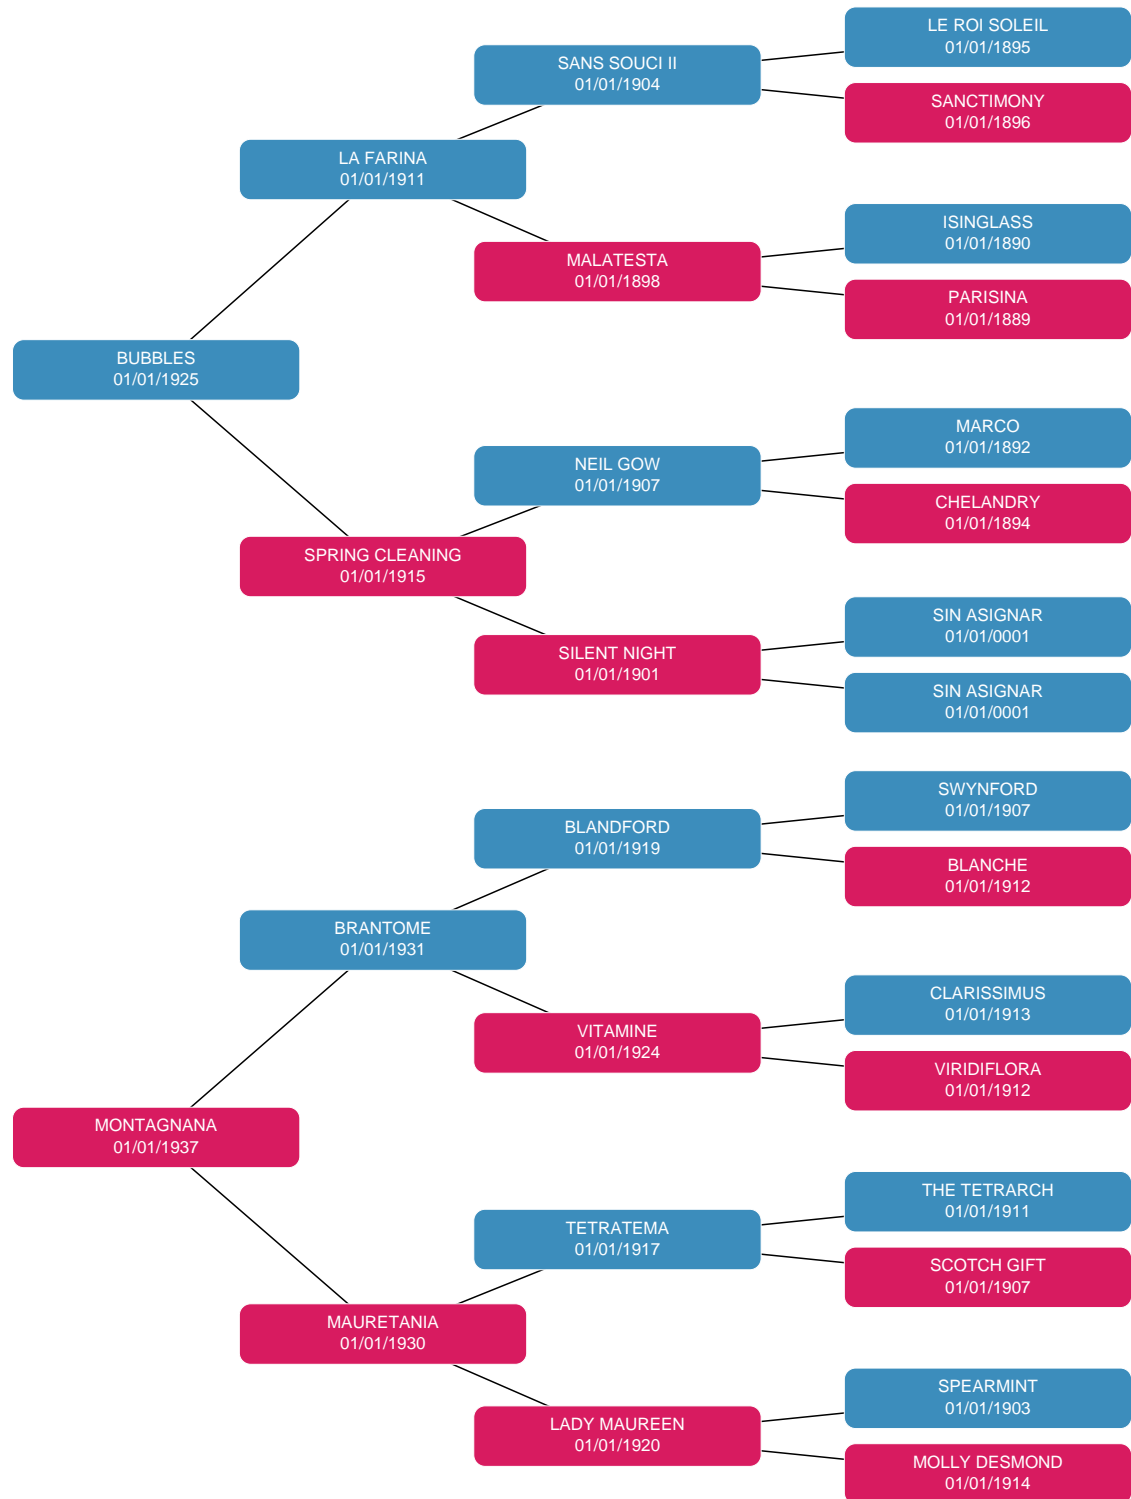 LE ROI SOLEIL
01/01/1895
SANS SOUCI II
01/01/1904
SANCTIMONY
01/01/1896
LA FARINA
01/01/1911
ISINGLASS
01/01/1890
MALATESTA
01/01/1898
PARISINA
01/01/1889
BUBBLES
01/01/1925
MARCO
01/01/1892
NEIL GOW
01/01/1907
CHELANDRY
01/01/1894
SPRING CLEANING
01/01/1915
SIN ASIGNAR
01/01/0001
SILENT NIGHT
01/01/1901
SIN ASIGNAR
01/01/0001
SWYNFORD
01/01/1907
BLANDFORD
01/01/1919
BLANCHE
01/01/1912
BRANTOME
01/01/1931
CLARISSIMUS
01/01/1913
VITAMINE
01/01/1924
VIRIDIFLORA
01/01/1912
MONTAGNANA
01/01/1937
THE TETRARCH
01/01/1911
TETRATEMA
01/01/1917
SCOTCH GIFT
01/01/1907
MAURETANIA
01/01/1930
SPEARMINT
01/01/1903
LADY MAUREEN
01/01/1920
MOLLY DESMOND
01/01/1914